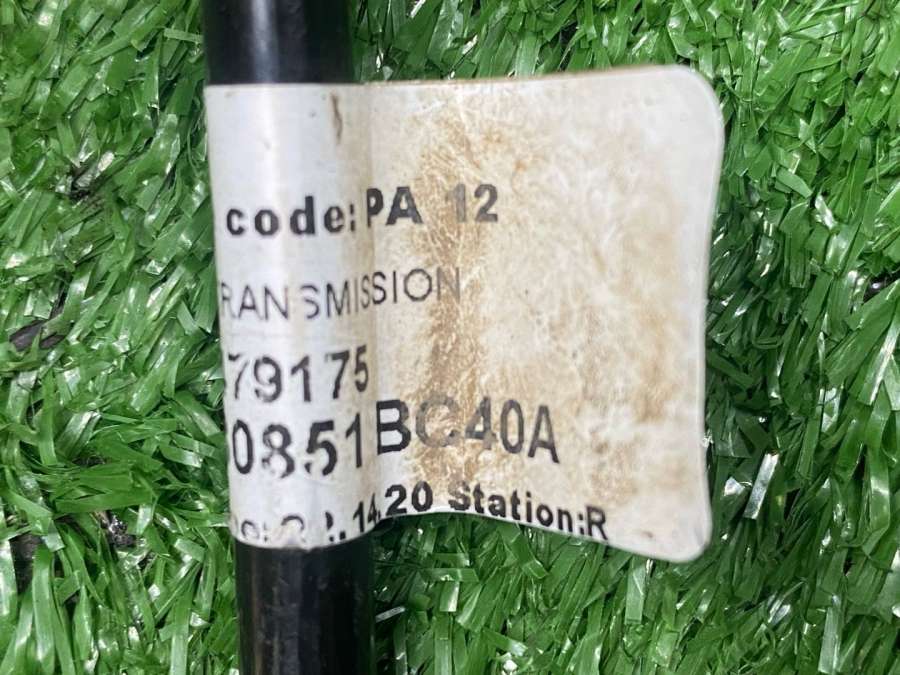 code:PA 12
RANSMISSION
79175
0851BC40A
14.20 Station:R